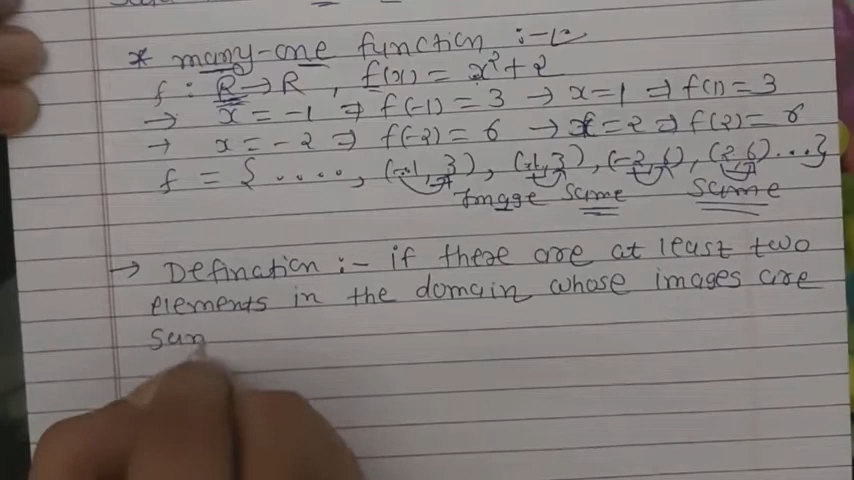 * many-one function :-
f : R → R , f(x) = x² + 2
→ x = -1 ⇒ f(-1) = 3 → x = 1 ⇒ f(1) = 3
→ x = -2 ⇒ f(-2) = 6 → x = 2 ⇒ f(2) = 6
f = { ....., (-1, 3), (1, 3), (-2, 6), (2, 6) ...}
Image same same
→ Defination :- if there are at least two
elements in the domain whose images are
sam